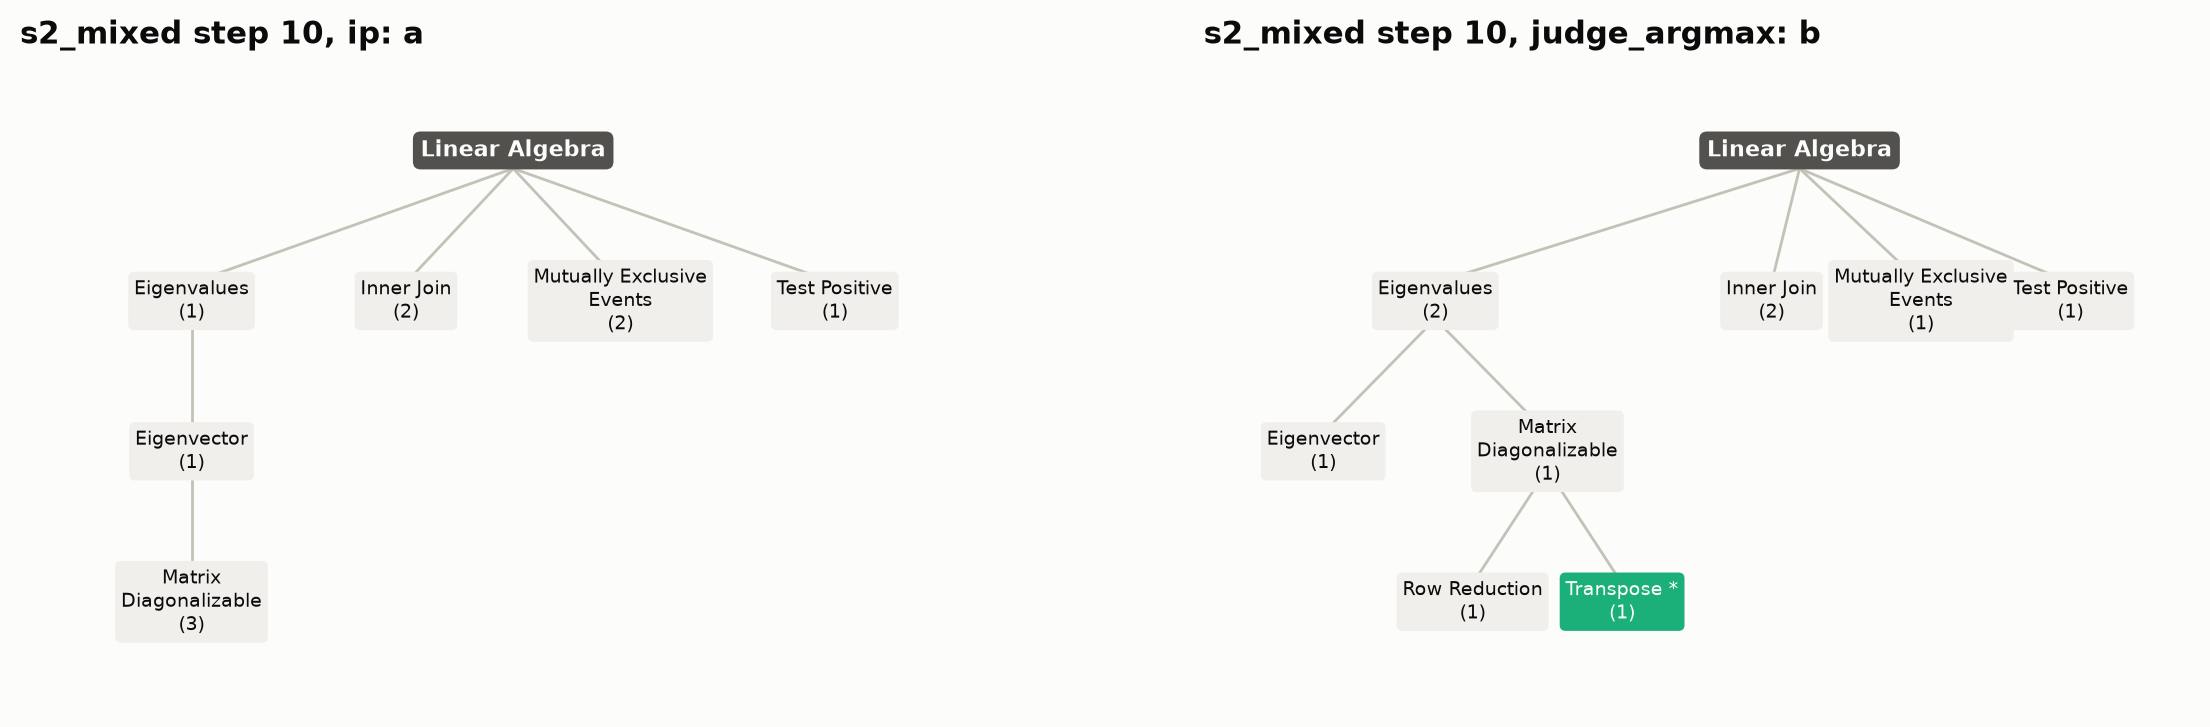 s2_mixed step 10, ip: a
Linear Algebra
Eigenvalues
(1)
Inner Join
(2)
Mutually Exclusive
Events
(2)
Test Positive
(1)
Eigenvector
(1)
Matrix
Diagonalizable
(3)
s2_mixed step 10, judge_argmax: b
Linear Algebra
Eigenvalues
(2)
Inner Join
(2)
Mutually Exclusive
Events
(1)
Test Positive
(1)
Eigenvector
(1)
Matrix
Diagonalizable
(1)
Row Reduction
(1)
Transpose *
(1)